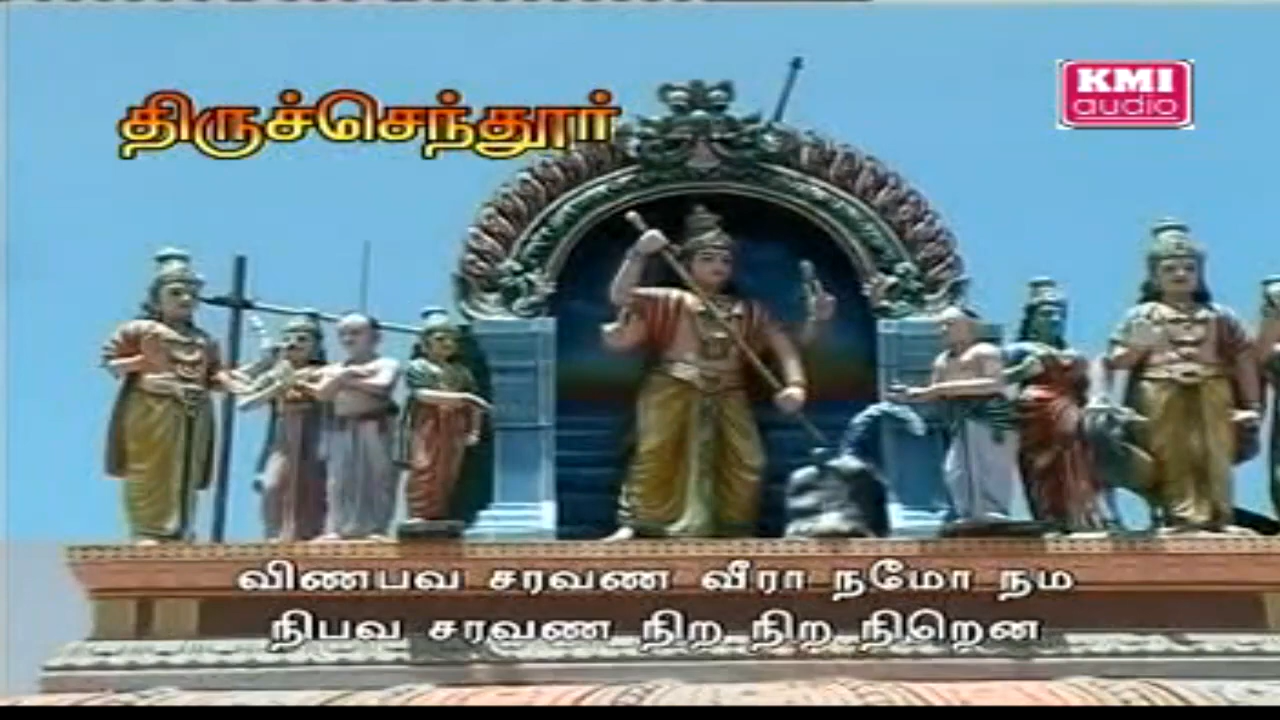 திருச்செந்தூர்
KMI
audio
விணபவ சரவண வீரா நமோ நம
நிபவ சரவண நிற நிற நிறென